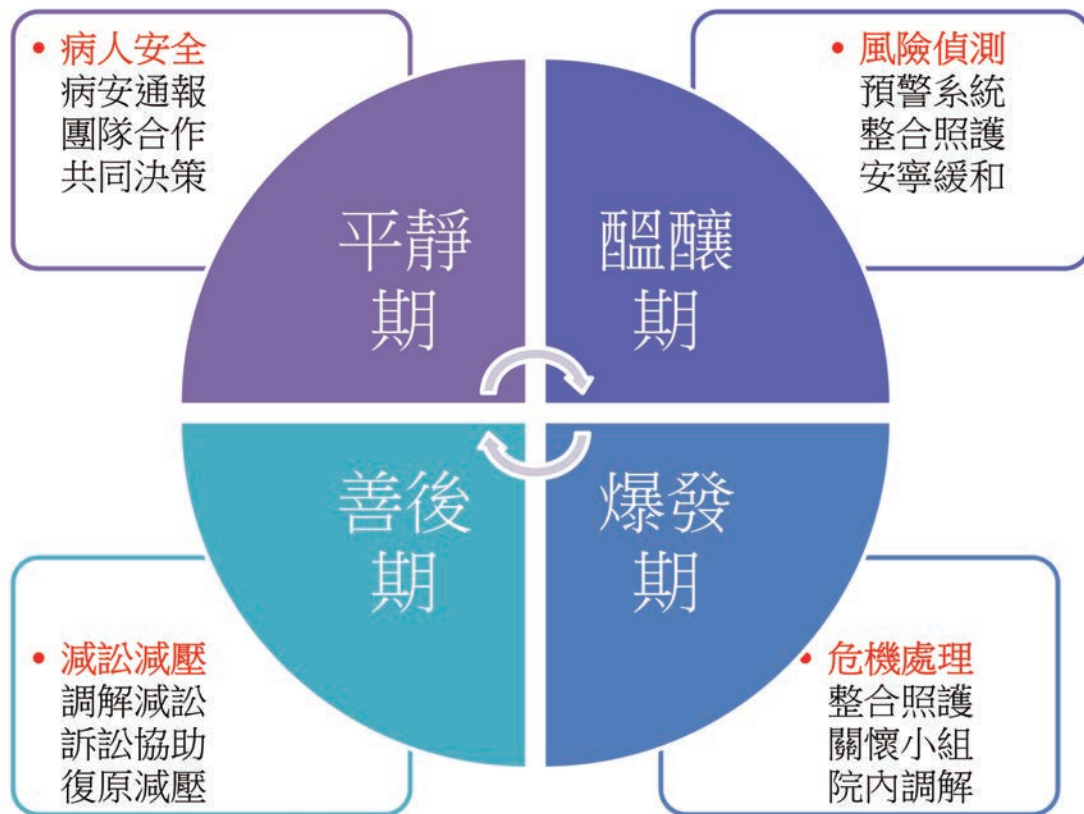 • 病人安全
病安通報
團隊合作
共同決策
• 風險偵測
預警系統
整合照護
安寧緩和
平靜
期
醞釀
期
善後
期
爆發
期
• 減訟減壓
調解減訟
訴訟協助
復原減壓
• 危機處理
整合照護
關懷小組
院內調解